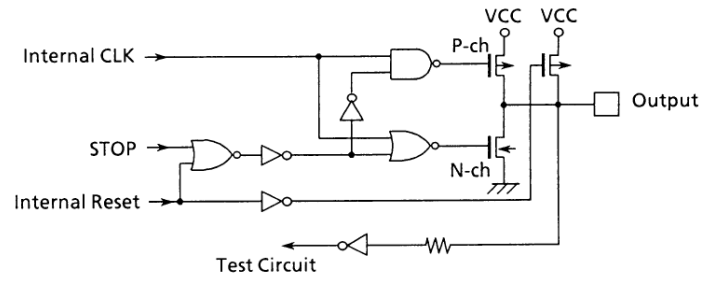 VCC VCC
P-ch
Internal CLK
Output
STOP
N-ch
Internal Reset
Test Circuit